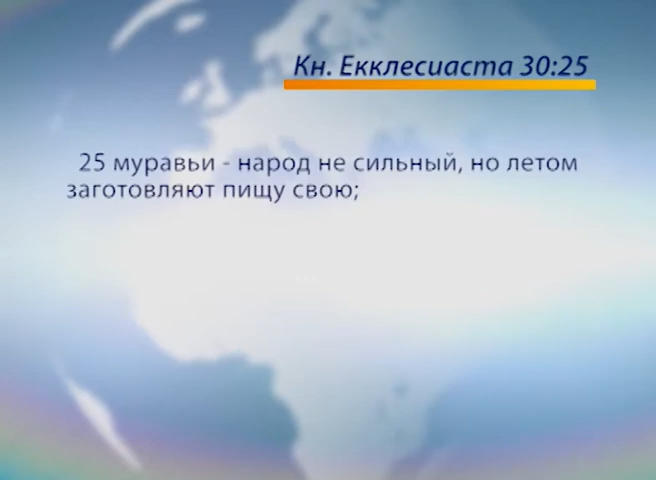 Кн. Екклесиаста 30:25
25 муравьи - народ не сильный, но летом
заготовляют пищу свою;